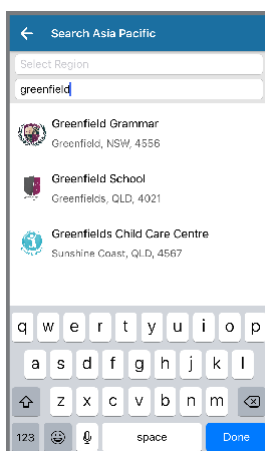 Search Asia Pacific
Select Region
greenfield
Greenfield Grammar
Greenfield, NSW, 4556
Greenfield School
Greenfields, QLD, 4021
Greenfields Child Care Centre
Sunshine Coast, QLD, 4567
q w e r t y u i o p
a s d f g h j k l
z x c v b n m
123 space Done